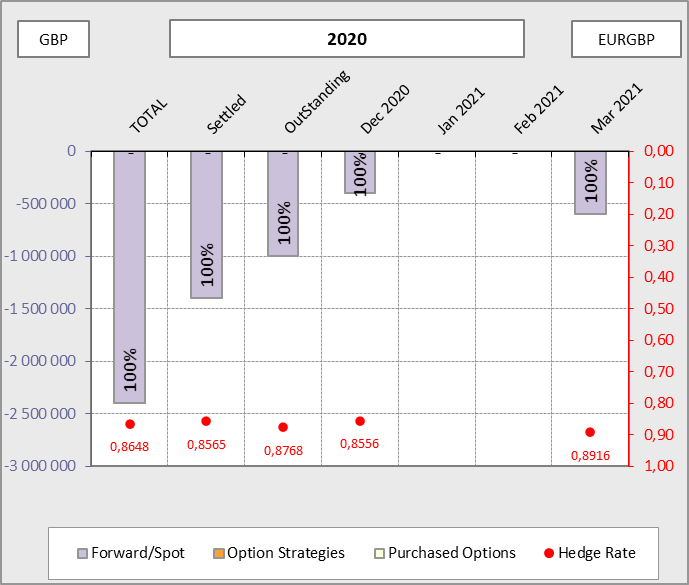 GBP
2020
EURGBP
TOTAL
Settled
OutStanding
Dec 2020
Jan 2021
Feb 2021
Mar 2021
0
-500 000
-1 000 000
-1 500 000
-2 000 000
-2 500 000
-3 000 000
100%
100%
100%
100%
100%
0,8648
0,8565
0,8768
0,8556
0,8916
0,00
0,10
0,20
0,30
0,40
0,50
0,60
0,70
0,80
0,90
1,00
Forward/Spot
Option Strategies
Purchased Options
Hedge Rate